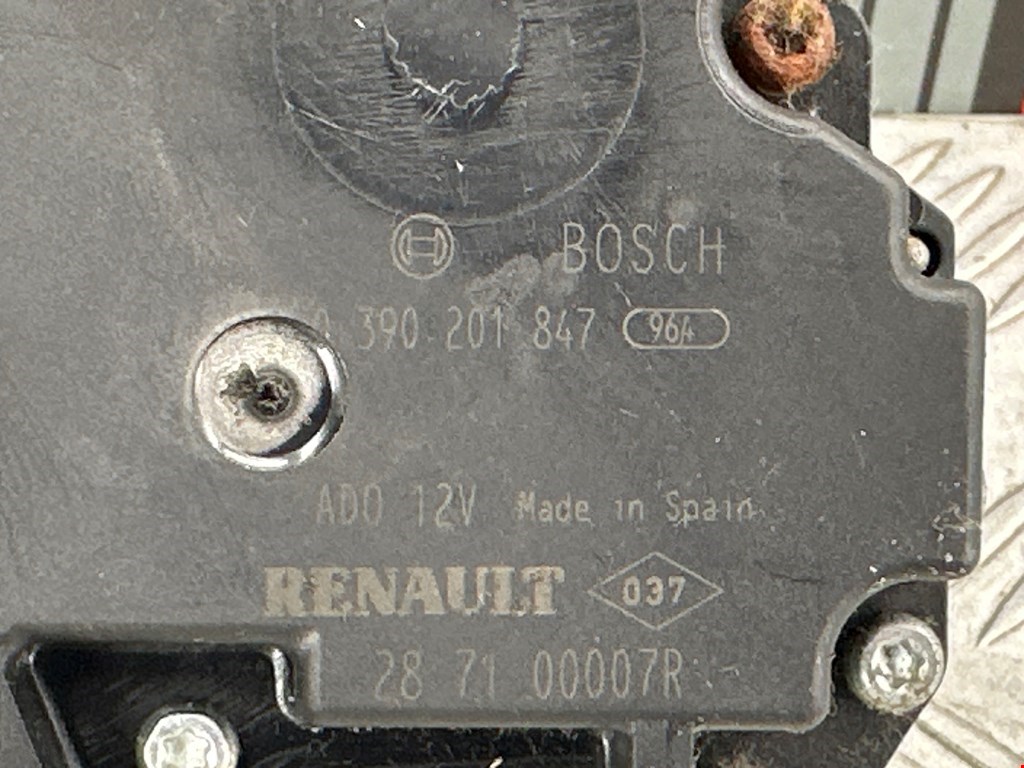 BOSCH
0 390 201 847 964
ADO 12V Made in Spain
RENAULT 037
28 71 00007R